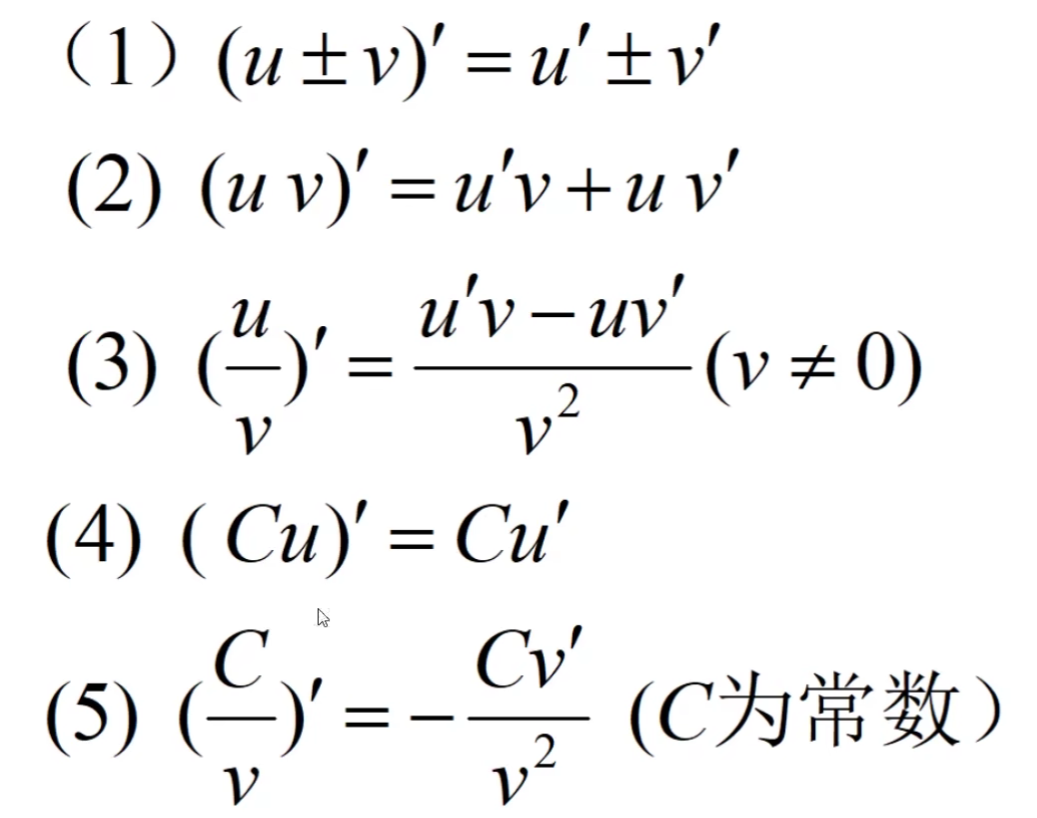 （1）(u ± v)′ = u′ ± v′
(2) (u v)′ = u′v + u v′
(3) (u/v)′ = (u′v − uv′)/v² (v ≠ 0)
(4) ( Cu)′ = Cu′
(5) (C/v)′ = −Cv′/v² (C为常数）